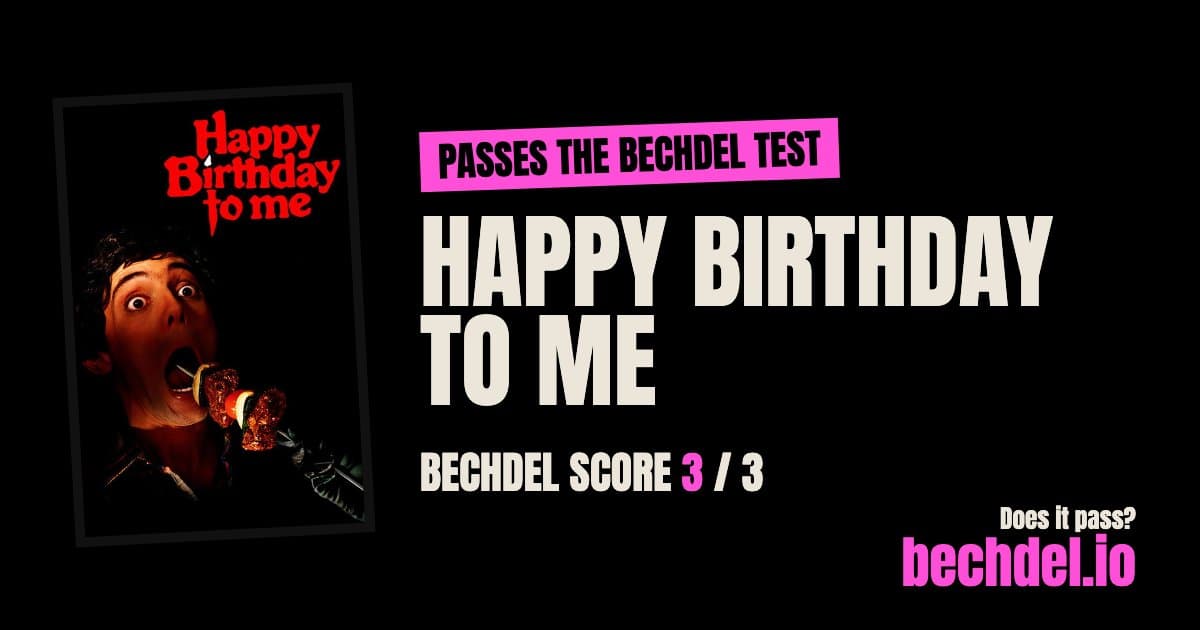 Happy
Birthday
to me
PASSES THE BECHDEL TEST
HAPPY BIRTHDAY
TO ME
BECHDEL SCORE 3 / 3
Does it pass?
bechdel.io